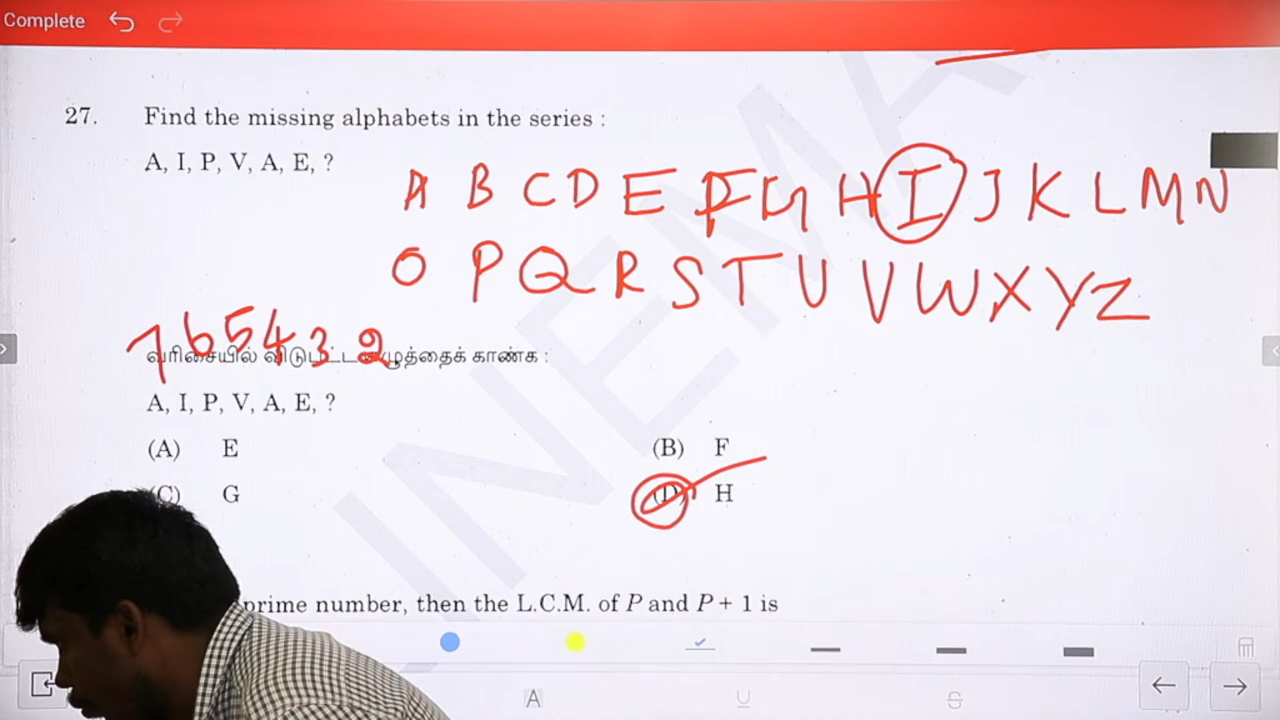 Complete
27. Find the missing alphabets in the series :
A, I, P, V, A, E, ?
A B C D E F G H I J K L M N
O P Q R S T U V W X Y Z
7 6 5 4 3 2
வரிசையில் விடுபட்ட எழுத்தைக் காண்க :
A, I, P, V, A, E, ?
(A) E (B) F
(C) G (D) H
prime number, then the L.C.M. of P and P + 1 is
A U S